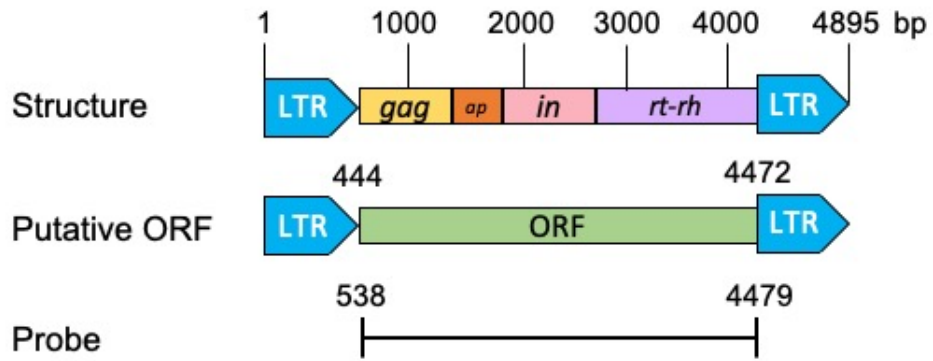 1 1000 2000 3000 4000 4895 bp
Structure LTR gag ap in rt-rh LTR
444 4472
Putative ORF LTR ORF LTR
538 4479
Probe